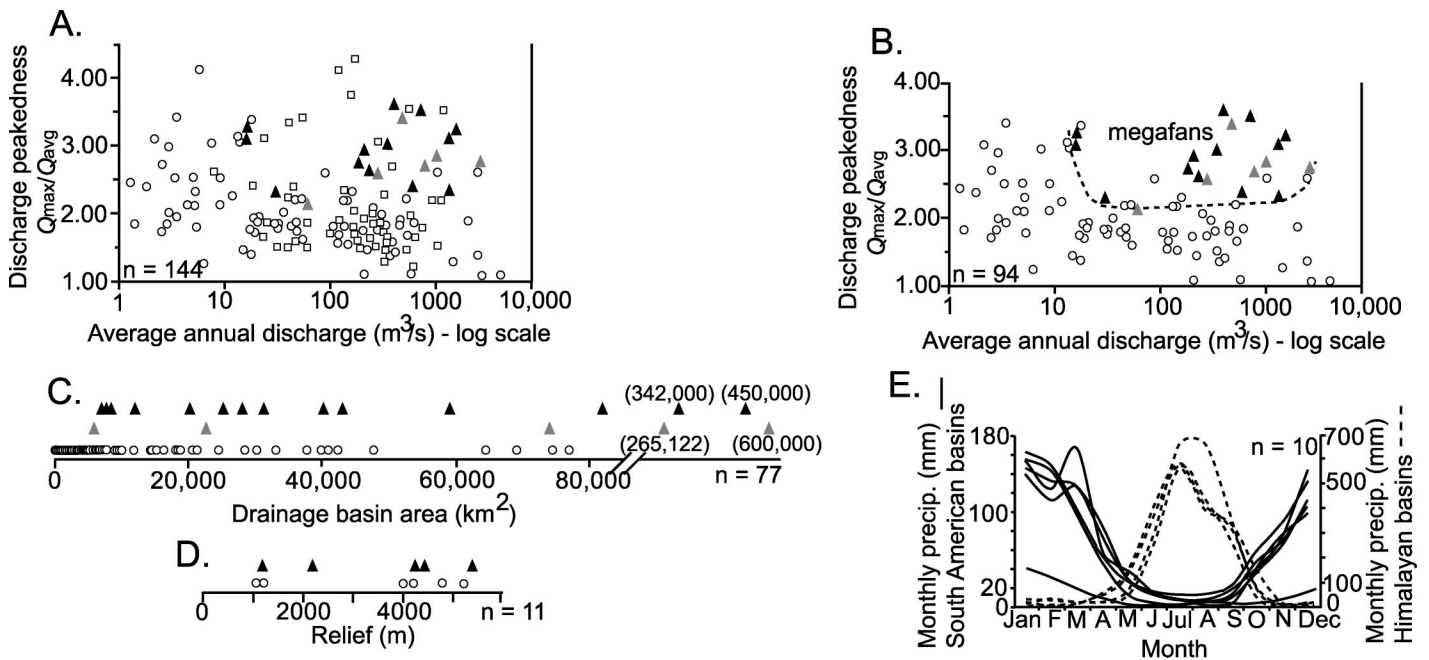 A.
Discharge peakedness
Qmax/Qavg
4.00
3.00
2.00
1.00
n = 144
1 10 100 1000 10,000
Average annual discharge (m3/s) - log scale
B.
Discharge peakedness
Qmax/Qavg
4.00
3.00
2.00
1.00
megafans
n = 94
1 10 100 1000 10,000
Average annual discharge (m3/s) - log scale
C.
(342,000) (450,000)
(265,122) (600,000)
n = 77
0 20,000 40,000 60,000 80,000
Drainage basin area (km2)
D.
0 2000 4000 n = 11
Relief (m)
E.
Monthly precip. (mm)
South American basins
180
100
20
0
n = 10
700
500
100
0
Monthly precip. (mm)
Himalayan basins
Jan F M A M J Jul A S O N Dec
Month